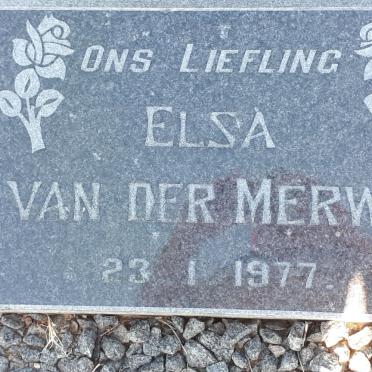 ONS LIEFLING
ELSA
VAN DER MERW
23 1 1977.